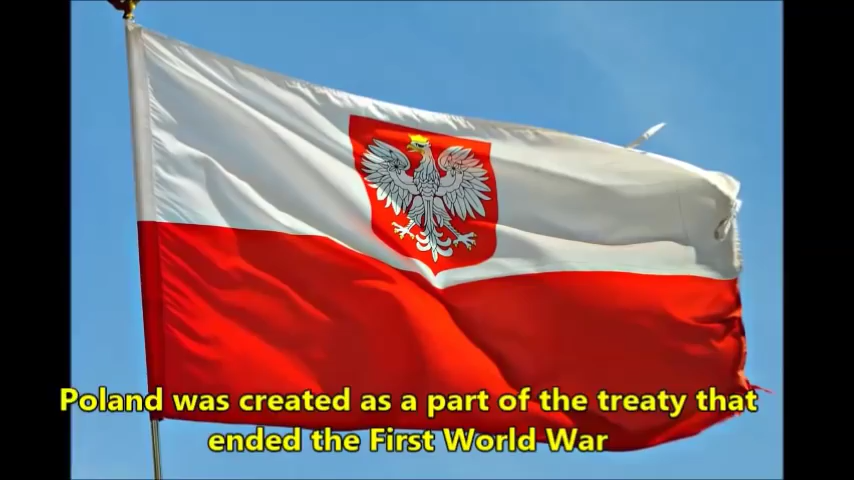 Poland was created as a part of the treaty that
ended the First World War